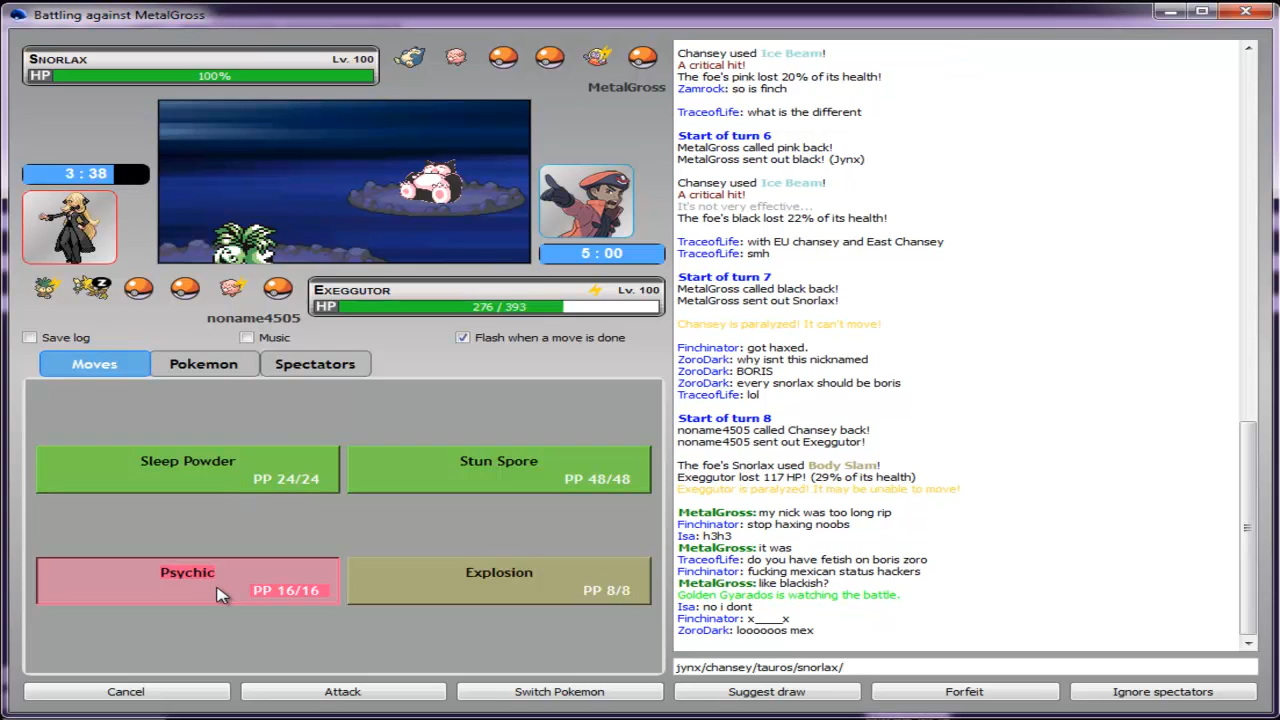 Battling against MetalGross
SNORLAX Lv. 100
HP 100%
MetalGross
3 : 38
5 : 00
EXEGGUTOR Lv. 100
HP 276 / 393
noname4505
Save log
Music
Flash when a move is done
Moves
Pokemon
Spectators
Sleep Powder
PP 24/24
Stun Spore
PP 48/48
Psychic
PP 16/16
Explosion
PP 8/8
Cancel
Attack
Switch Pokemon
Chansey used Ice Beam!
A critical hit!
The foe's pink lost 20% of its health!
Zamrock: so is finch
TraceofLife: what is the different
Start of turn 6
MetalGross called pink back!
MetalGross sent out black! (Jynx)
Chansey used Ice Beam!
A critical hit!
It's not very effective...
The foe's black lost 22% of its health!
TraceofLife: with EU chansey and East Chansey
TraceofLife: smh
Start of turn 7
MetalGross called black back!
MetalGross sent out Snorlax!
Chansey is paralyzed! It can't move!
Finchinator: got haxed.
ZoroDark: why isnt this nicknamed
ZoroDark: BORIS
ZoroDark: every snorlax should be boris
TraceofLife: lol
Start of turn 8
noname4505 called Chansey back!
noname4505 sent out Exeggutor!
The foe's Snorlax used Body Slam!
Exeggutor lost 117 HP! (29% of its health)
Exeggutor is paralyzed! It may be unable to move!
MetalGross: my nick was too long rip
Finchinator: stop haxing noobs
Isa: h3h3
MetalGross: it was
TraceofLife: do you have fetish on boris zoro
Finchinator: fucking mexican status hackers
MetalGross: like blackish?
Golden Gyarados is watching the battle.
Isa: no i dont
Finchinator: x____x
ZoroDark: loooooos mex
jynx/chansey/tauros/snorlax/
Suggest draw
Forfeit
Ignore spectators